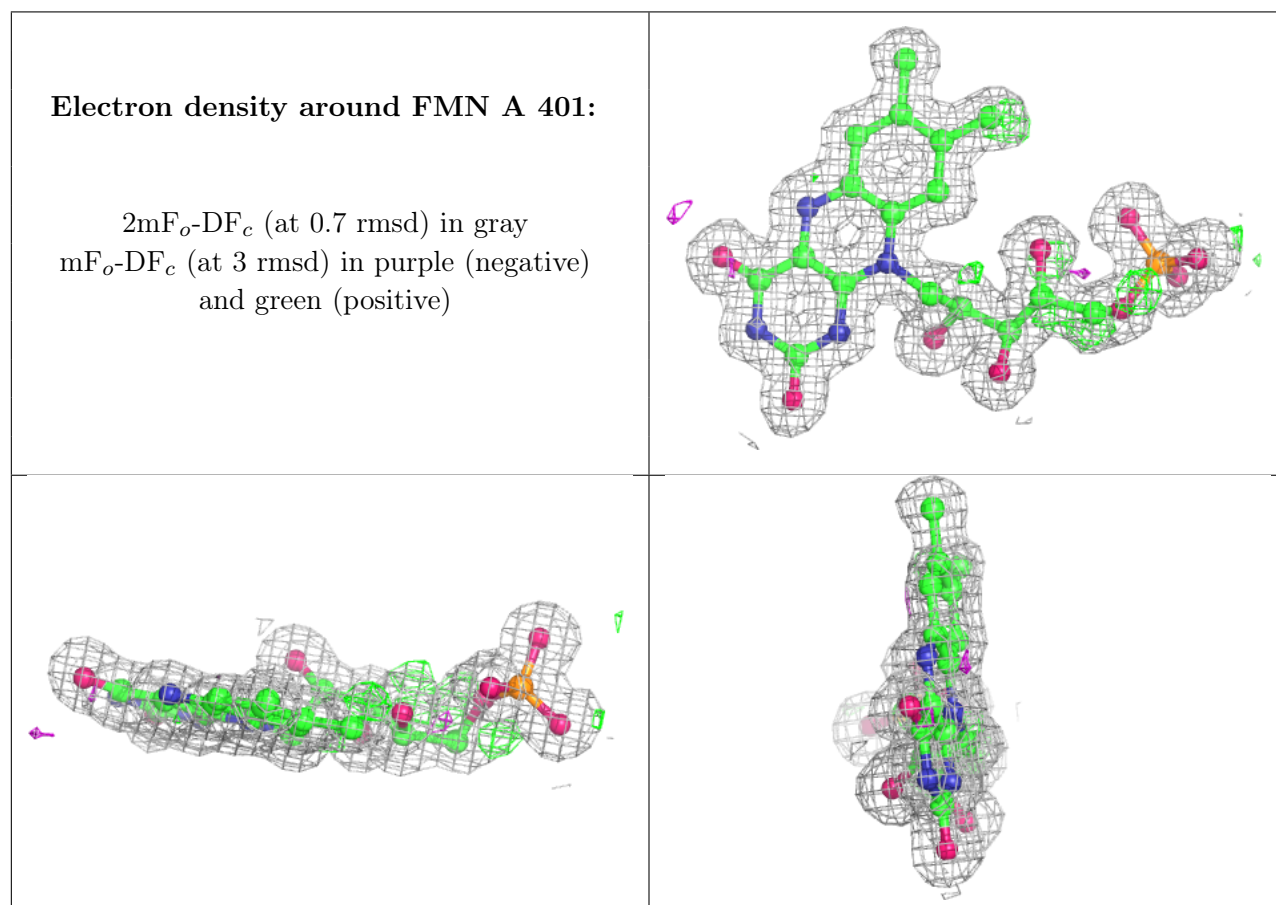 Electron density around FMN A 401:
2mFo-DFc (at 0.7 rmsd) in gray
mFo-DFc (at 3 rmsd) in purple (negative)
and green (positive)